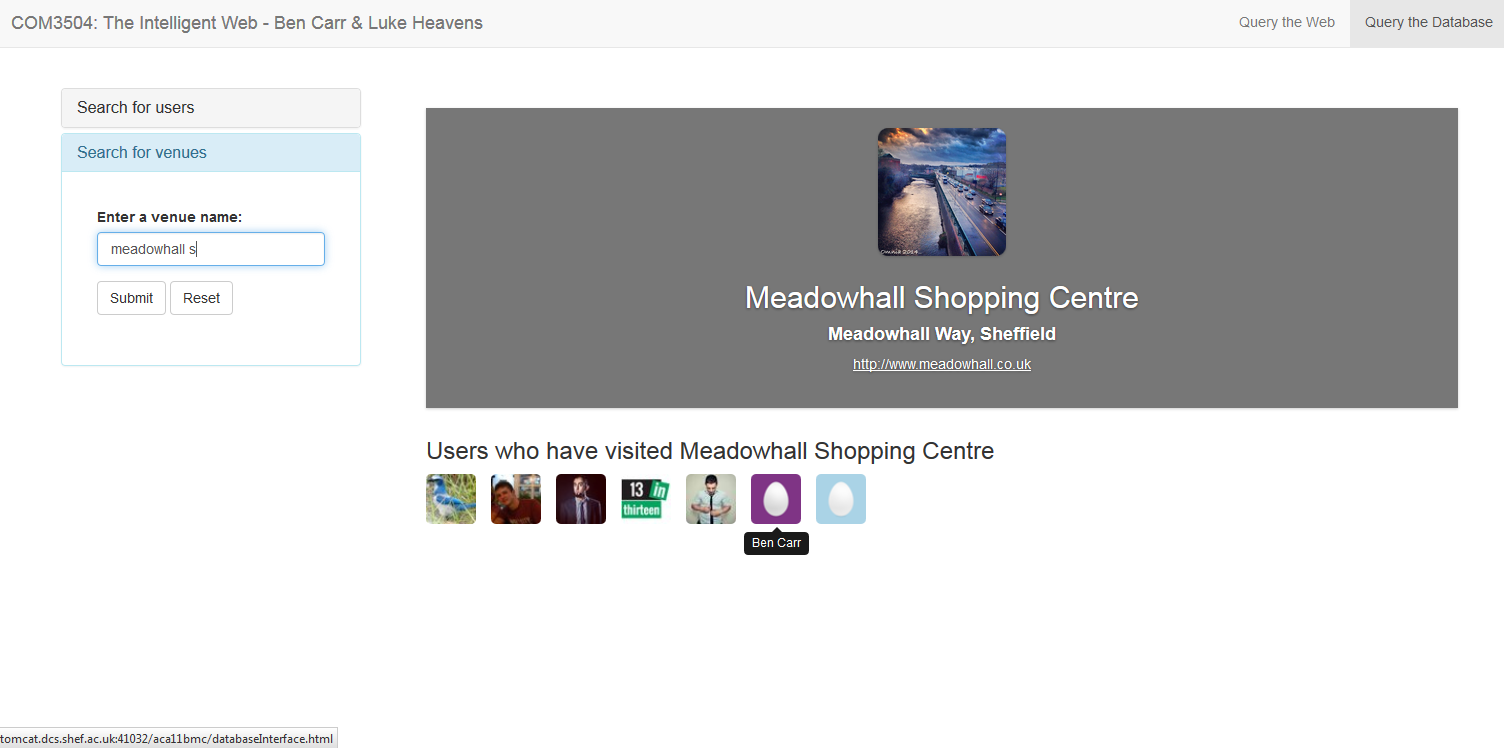 COM3504: The Intelligent Web - Ben Carr & Luke Heavens
Query the Web
Query the Database
Search for users
Search for venues
Enter a venue name:
meadowhall s
Submit
Reset
Omnia 2014
Meadowhall Shopping Centre
Meadowhall Way, Sheffield
http://www.meadowhall.co.uk
Users who have visited Meadowhall Shopping Centre
13 in
thirteen
Ben Carr
tomcat.dcs.shef.ac.uk:41032/aca11bmc/databaseInterface.html